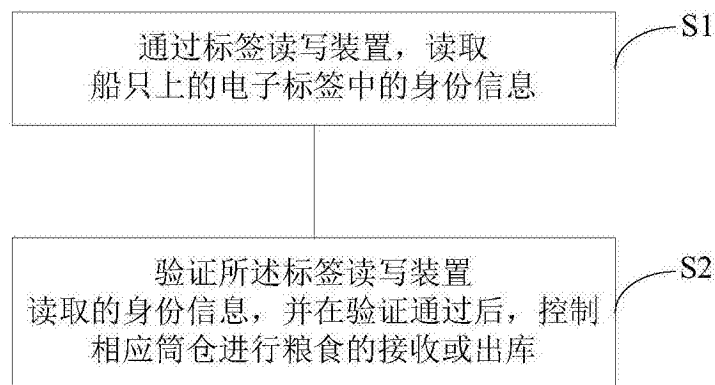 通过标签读写装置，读取
船只上的电子标签中的身份信息
S1
验证所述标签读写装置
读取的身份信息，并在验证通过后，控制
相应筒仓进行粮食的接收或出库
S2